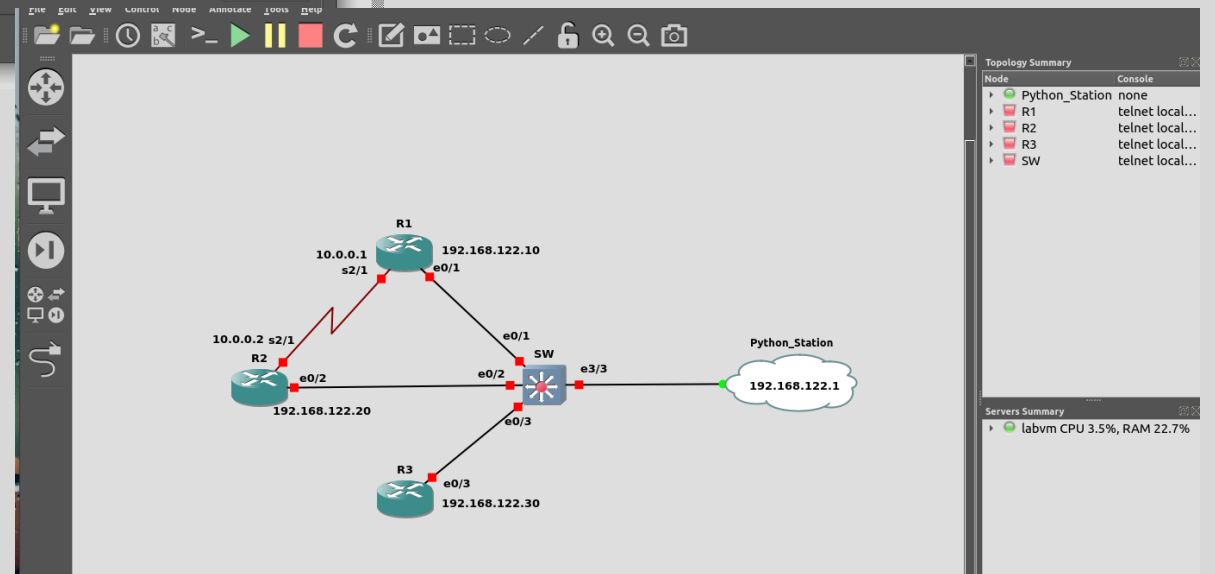 File Edit View Control Node Annotate Tools Help
Topology Summary
Node Console
Python_Station none
R1 telnet local...
R2 telnet local...
R3 telnet local...
SW telnet local...
R1
10.0.0.1
192.168.122.10
s2/1
e0/1
10.0.0.2 s2/1
e0/1
R2
SW
Python_Station
e0/2
e0/2
e3/3
192.168.122.1
192.168.122.20
e0/3
R3
e0/3
192.168.122.30
Servers Summary
labvm CPU 3.5%, RAM 22.7%